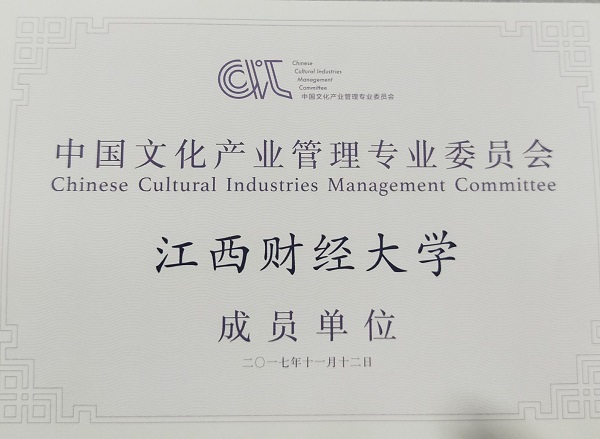 Chinese
Cultural Industries
Management
Committee
中国文化产业管理专业委员会
中国文化产业管理专业委员会
Chinese Cultural Industries Management Committee
江西财经大学
成员单位
二〇一七年十一月十二日